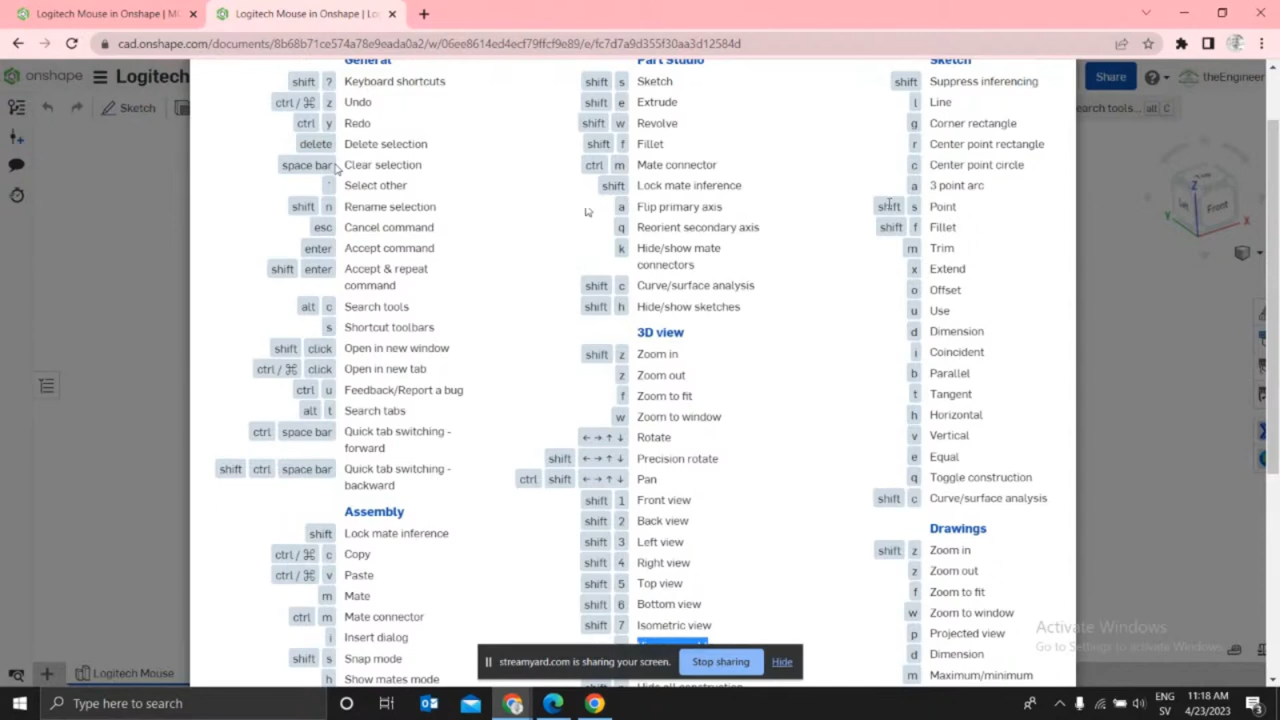 Logitech Mouse in Onshape | M
Logitech Mouse in Onshape | Lo
cad.onshape.com/documents/8b68b71ce574a78e9eada0a2/w/06ee8614ed4ecf79ffcf9e89/e/fc7d7a9d355f30aa3d12584d
onshape
Logitech
Share
theEngineer
Sketch
earch tools... alt C
Z
Front
Y
X
General
shift ? Keyboard shortcuts
ctrl / ⌘ z Undo
ctrl y Redo
delete Delete selection
space bar Clear selection
` Select other
shift n Rename selection
esc Cancel command
enter Accept command
shift enter Accept & repeat
command
alt c Search tools
s Shortcut toolbars
shift click Open in new window
ctrl / ⌘ click Open in new tab
ctrl u Feedback/Report a bug
alt t Search tabs
ctrl space bar Quick tab switching -
forward
shift ctrl space bar Quick tab switching -
backward
Assembly
shift Lock mate inference
ctrl / ⌘ c Copy
ctrl / ⌘ v Paste
m Mate
ctrl m Mate connector
i Insert dialog
shift s Snap mode
h Show mates mode
Part Studio
shift s Sketch
shift e Extrude
shift w Revolve
shift f Fillet
ctrl m Mate connector
shift Lock mate inference
a Flip primary axis
q Reorient secondary axis
k Hide/show mate
connectors
shift c Curve/surface analysis
shift h Hide/show sketches
3D view
shift z Zoom in
z Zoom out
f Zoom to fit
w Zoom to window
← → ↑ ↓ Rotate
shift ← → ↑ ↓ Precision rotate
ctrl shift ← → ↑ ↓ Pan
shift 1 Front view
shift 2 Back view
shift 3 Left view
shift 4 Right view
shift 5 Top view
shift 6 Bottom view
shift 7 Isometric view
Hide all construction
Sketch
shift Suppress inferencing
l Line
g Corner rectangle
r Center point rectangle
c Center point circle
a 3 point arc
shift s Point
shift f Fillet
m Trim
x Extend
o Offset
u Use
d Dimension
i Coincident
b Parallel
t Tangent
h Horizontal
v Vertical
e Equal
q Toggle construction
shift c Curve/surface analysis
Drawings
shift z Zoom in
z Zoom out
f Zoom to fit
w Zoom to window
p Projected view
d Dimension
m Maximum/minimum
Activate Windows
Go to Settings to activate Windows.
streamyard.com is sharing your screen.
Stop sharing
Hide
Logitech Mouse
Type here to search
ENG
SV
11:18 AM
4/23/2023
3